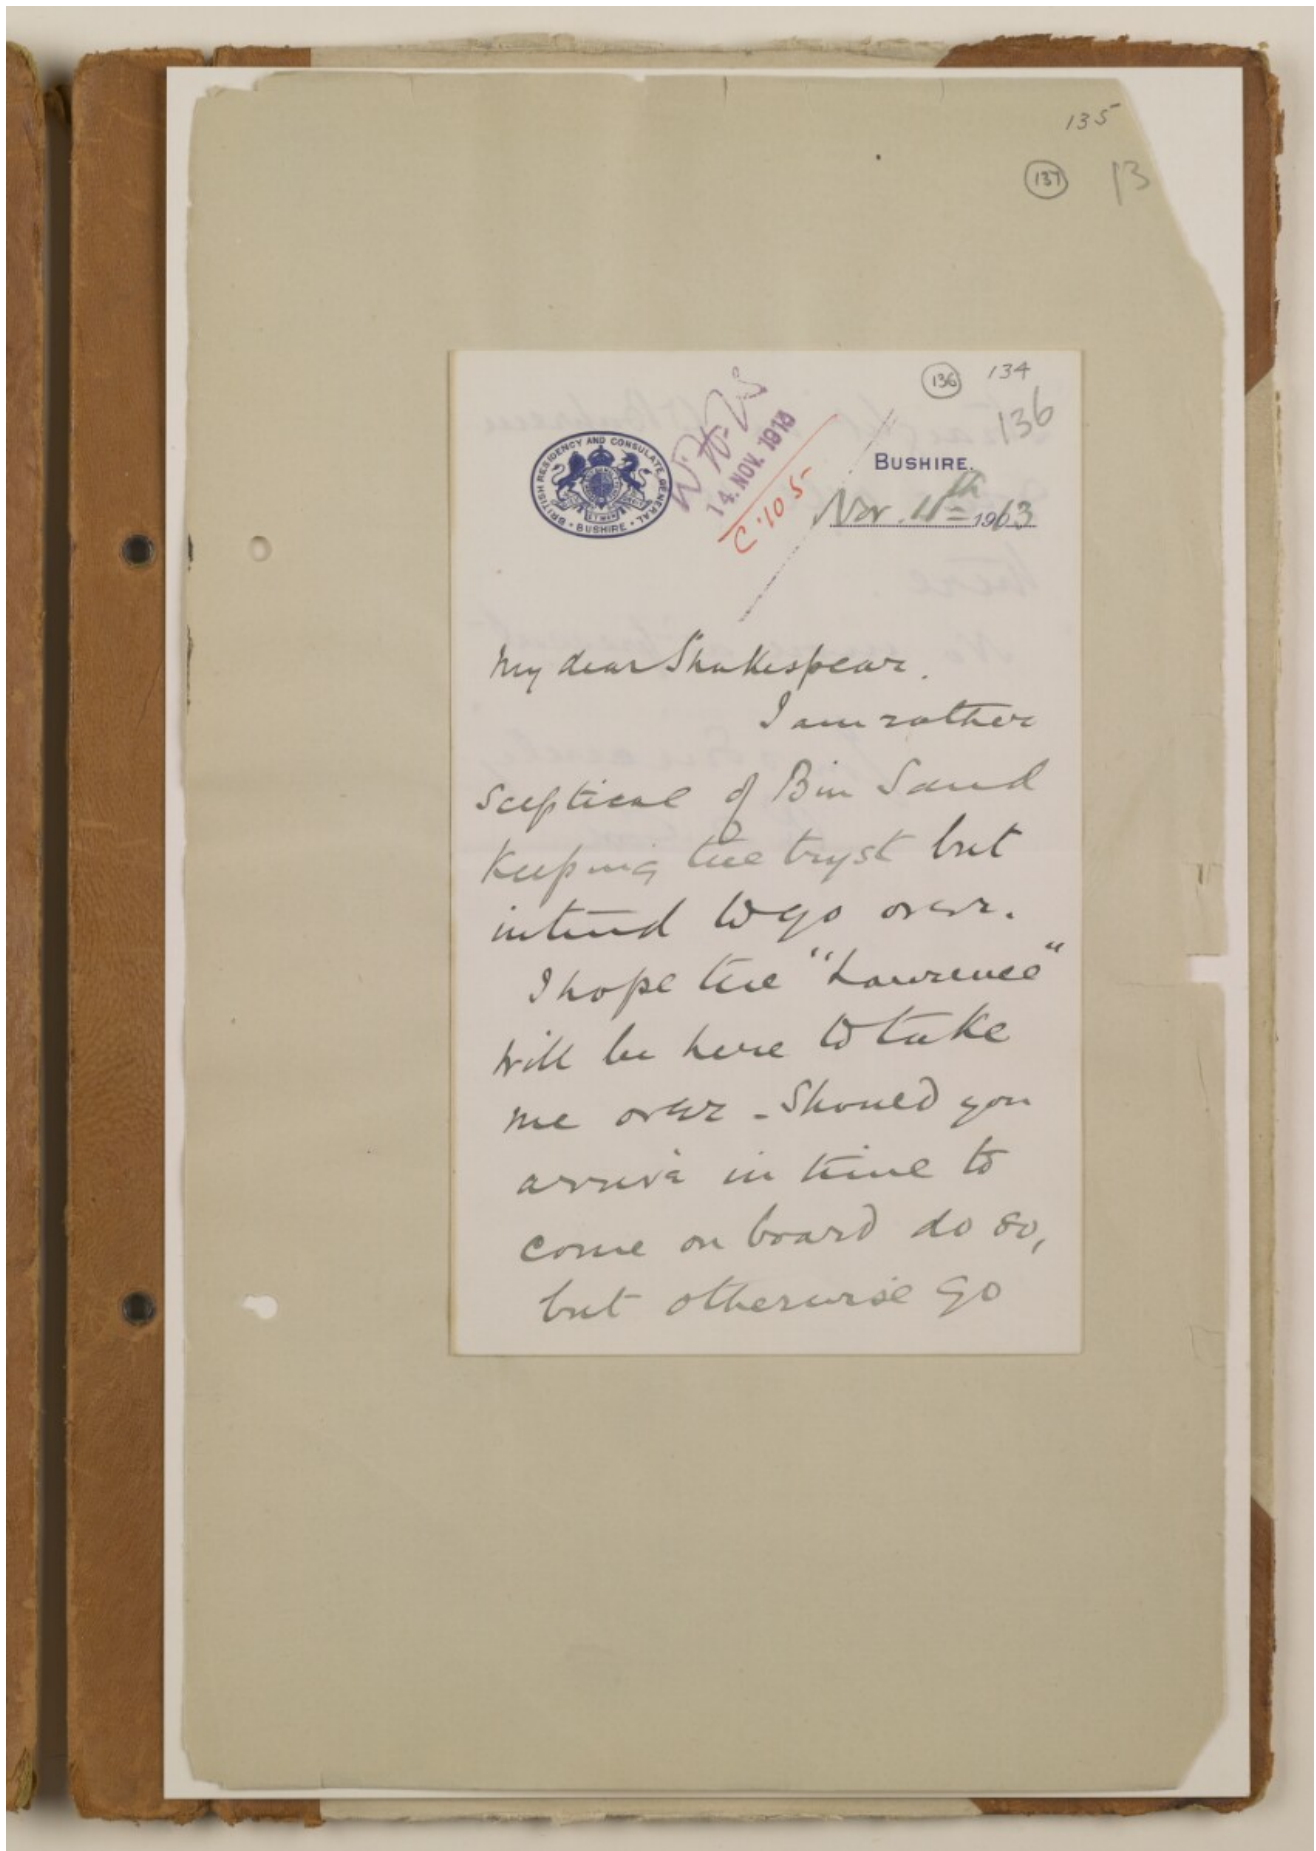 135
137 13
136 134
136
BRITISH RESIDENCY AND CONSULATE GENERAL
• BUSHIRE •
14. NOV. 1913
C. 105
BUSHIRE.
Nov. 11th 1913
My dear Shakespear.
I am rather
sceptical of Bin Saud
keeping the tryst but
intend to go over.
I hope the "Lawrence"
will be here to take
me over - Should you
arrive in time to
come on board do so,
but otherwise go